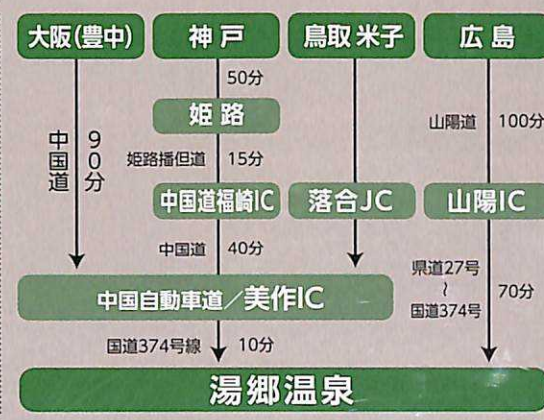 大阪(豊中)
神戸
鳥取 米子
広島
50分
姫路
山陽道
100分
中国道
90分
姫路播但道
15分
中国道福崎IC
落合JC
山陽IC
中国道
40分
県道27号
~
国道374号
70分
中国自動車道/美作IC
国道374号線
10分
湯郷温泉